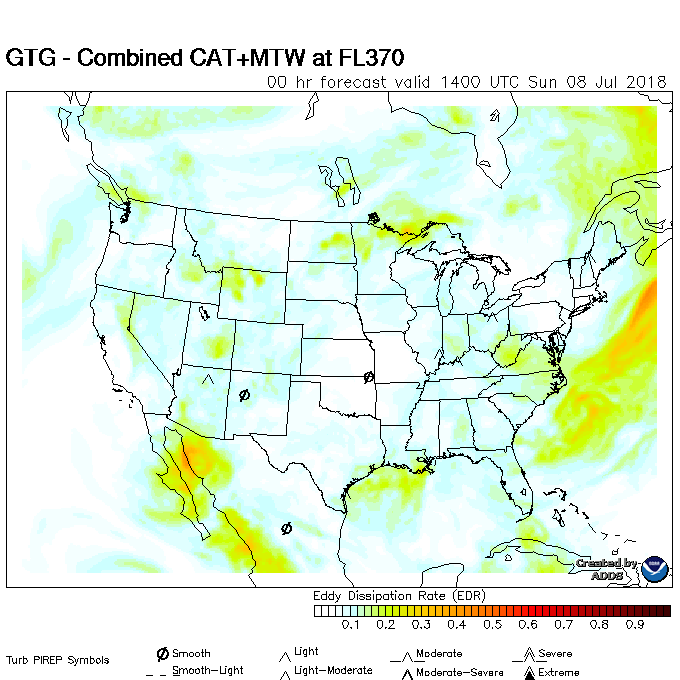 GTG - Combined CAT+MTW at FL370
00 hr forecast valid 1400 UTC Sun 08 Jul 2018
Created by
ADDS
Eddy Dissipation Rate (EDR)
0.1 0.2 0.3 0.4 0.5 0.6 0.7 0.8 0.9
Turb PIREP Symbols
Smooth Light Moderate Severe
Smooth-Light Light-Moderate Moderate-Severe Extreme